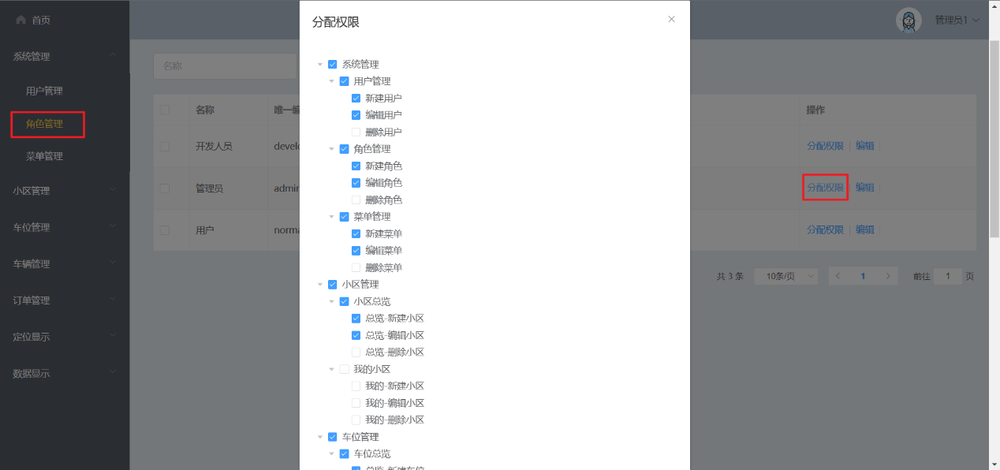 首页
系统管理
用户管理
角色管理
菜单管理
小区管理
车位管理
车辆管理
订单管理
定位显示
数据显示
管理员1
名称
名称 唯一编 操作
开发人员 develo 分配权限 编辑
管理员 admin 分配权限 编辑
用户 norma 分配权限 编辑
共 3 条 10条/页 1 前往 1 页
分配权限
系统管理
用户管理
新建用户
编辑用户
删除用户
角色管理
新建角色
编辑角色
删除角色
菜单管理
新建菜单
编辑菜单
删除菜单
小区管理
小区总览
总览-新建小区
总览-编辑小区
总览-删除小区
我的小区
我的-新建小区
我的-编辑小区
我的-删除小区
车位管理
车位总览
总览-新建车位